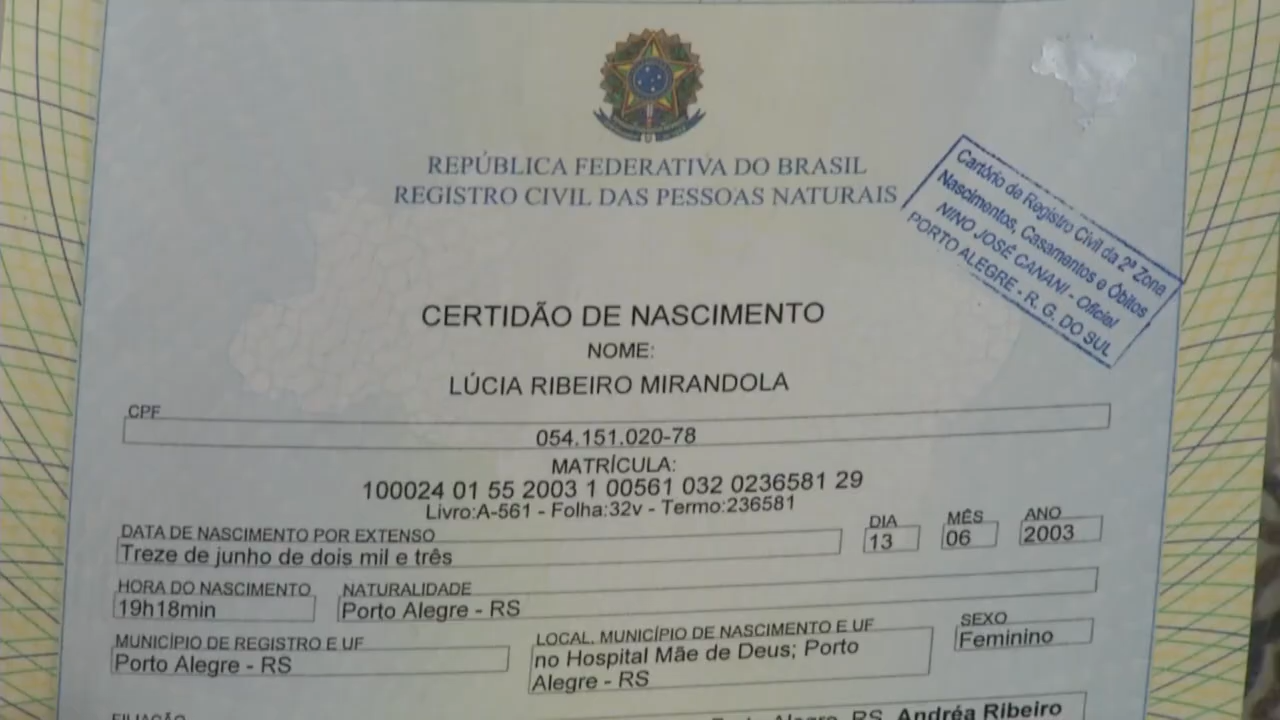 REPÚBLICA FEDERATIVA DO BRASIL
REGISTRO CIVIL DAS PESSOAS NATURAIS
Cartório de Registro Civil da 2ª Zona
Nascimentos, Casamentos e Óbitos
NINO JOSÉ CANANI - Oficial
PORTO ALEGRE - R. G. DO SUL
CERTIDÃO DE NASCIMENTO
NOME:
LÚCIA RIBEIRO MIRANDOLA
CPF
054.151.020-78
MATRÍCULA:
100024 01 55 2003 1 00561 032 0236581 29
Livro:A-561 - Folha:32v - Termo:236581
DATA DE NASCIMENTO POR EXTENSO
Treze de junho de dois mil e três
DIA
13
MÊS
06
ANO
2003
HORA DO NASCIMENTO
19h18min
NATURALIDADE
Porto Alegre - RS
MUNICÍPIO DE REGISTRO E UF
Porto Alegre - RS
LOCAL, MUNICÍPIO DE NASCIMENTO E UF
no Hospital Mãe de Deus; Porto
Alegre - RS
SEXO
Feminino
FILIAÇÃO
Porto Alegre, RS, Andréa Ribeiro